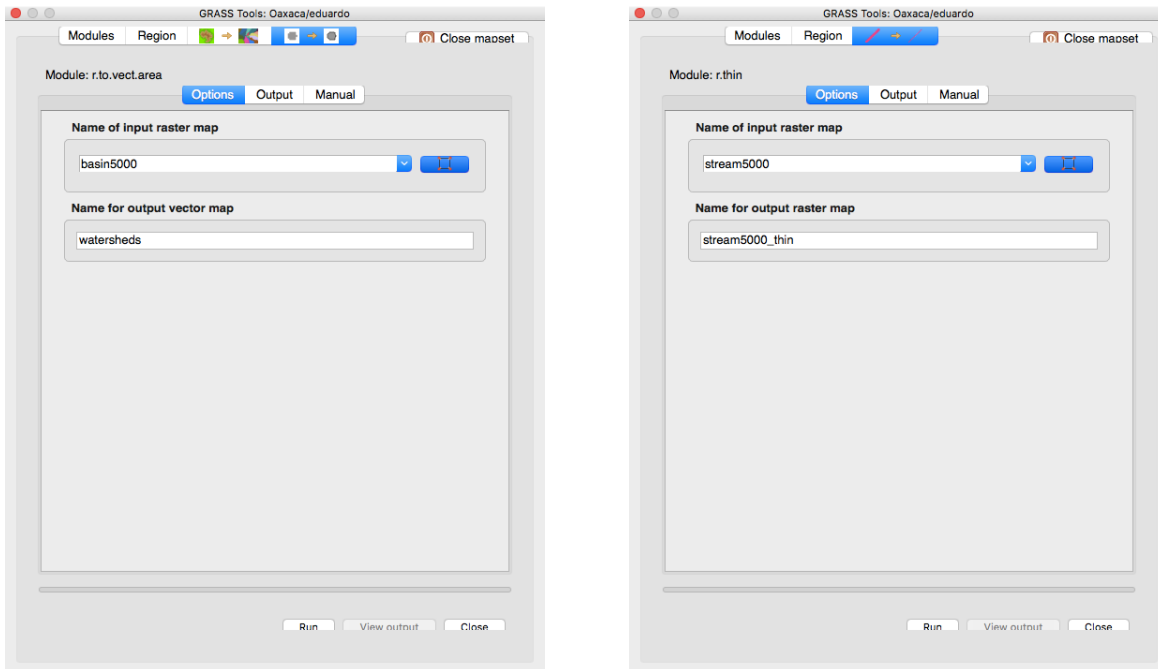 GRASS Tools: Oaxaca/eduardo
Modules Region Close mapset
Module: r.to.vect.area
Options Output Manual
Name of input raster map
basin5000
Name for output vector map
watersheds
Run View output Close
GRASS Tools: Oaxaca/eduardo
Modules Region Close mapset
Module: r.thin
Options Output Manual
Name of input raster map
stream5000
Name for output raster map
stream5000_thin
Run View output Close